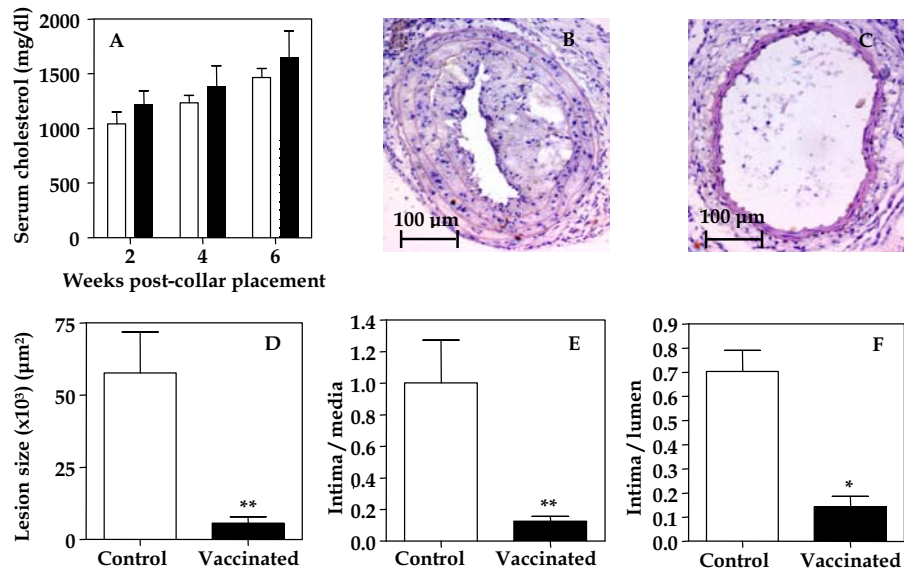 A
Serum cholesterol (mg/dl)
2000
1500
1000
500
0
2 4 6
Weeks post-collar placement
B
100 µm
C
100 µm
D
Lesion size (x10³) (µm²)
75
50
25
0
Control Vaccinated
**
E
Intima / media
1.4
1.2
1.0
0.8
0.6
0.4
0.2
0.0
Control Vaccinated
**
F
Intima / lumen
0.9
0.8
0.7
0.6
0.5
0.4
0.3
0.2
0.1
0.0
Control Vaccinated
*